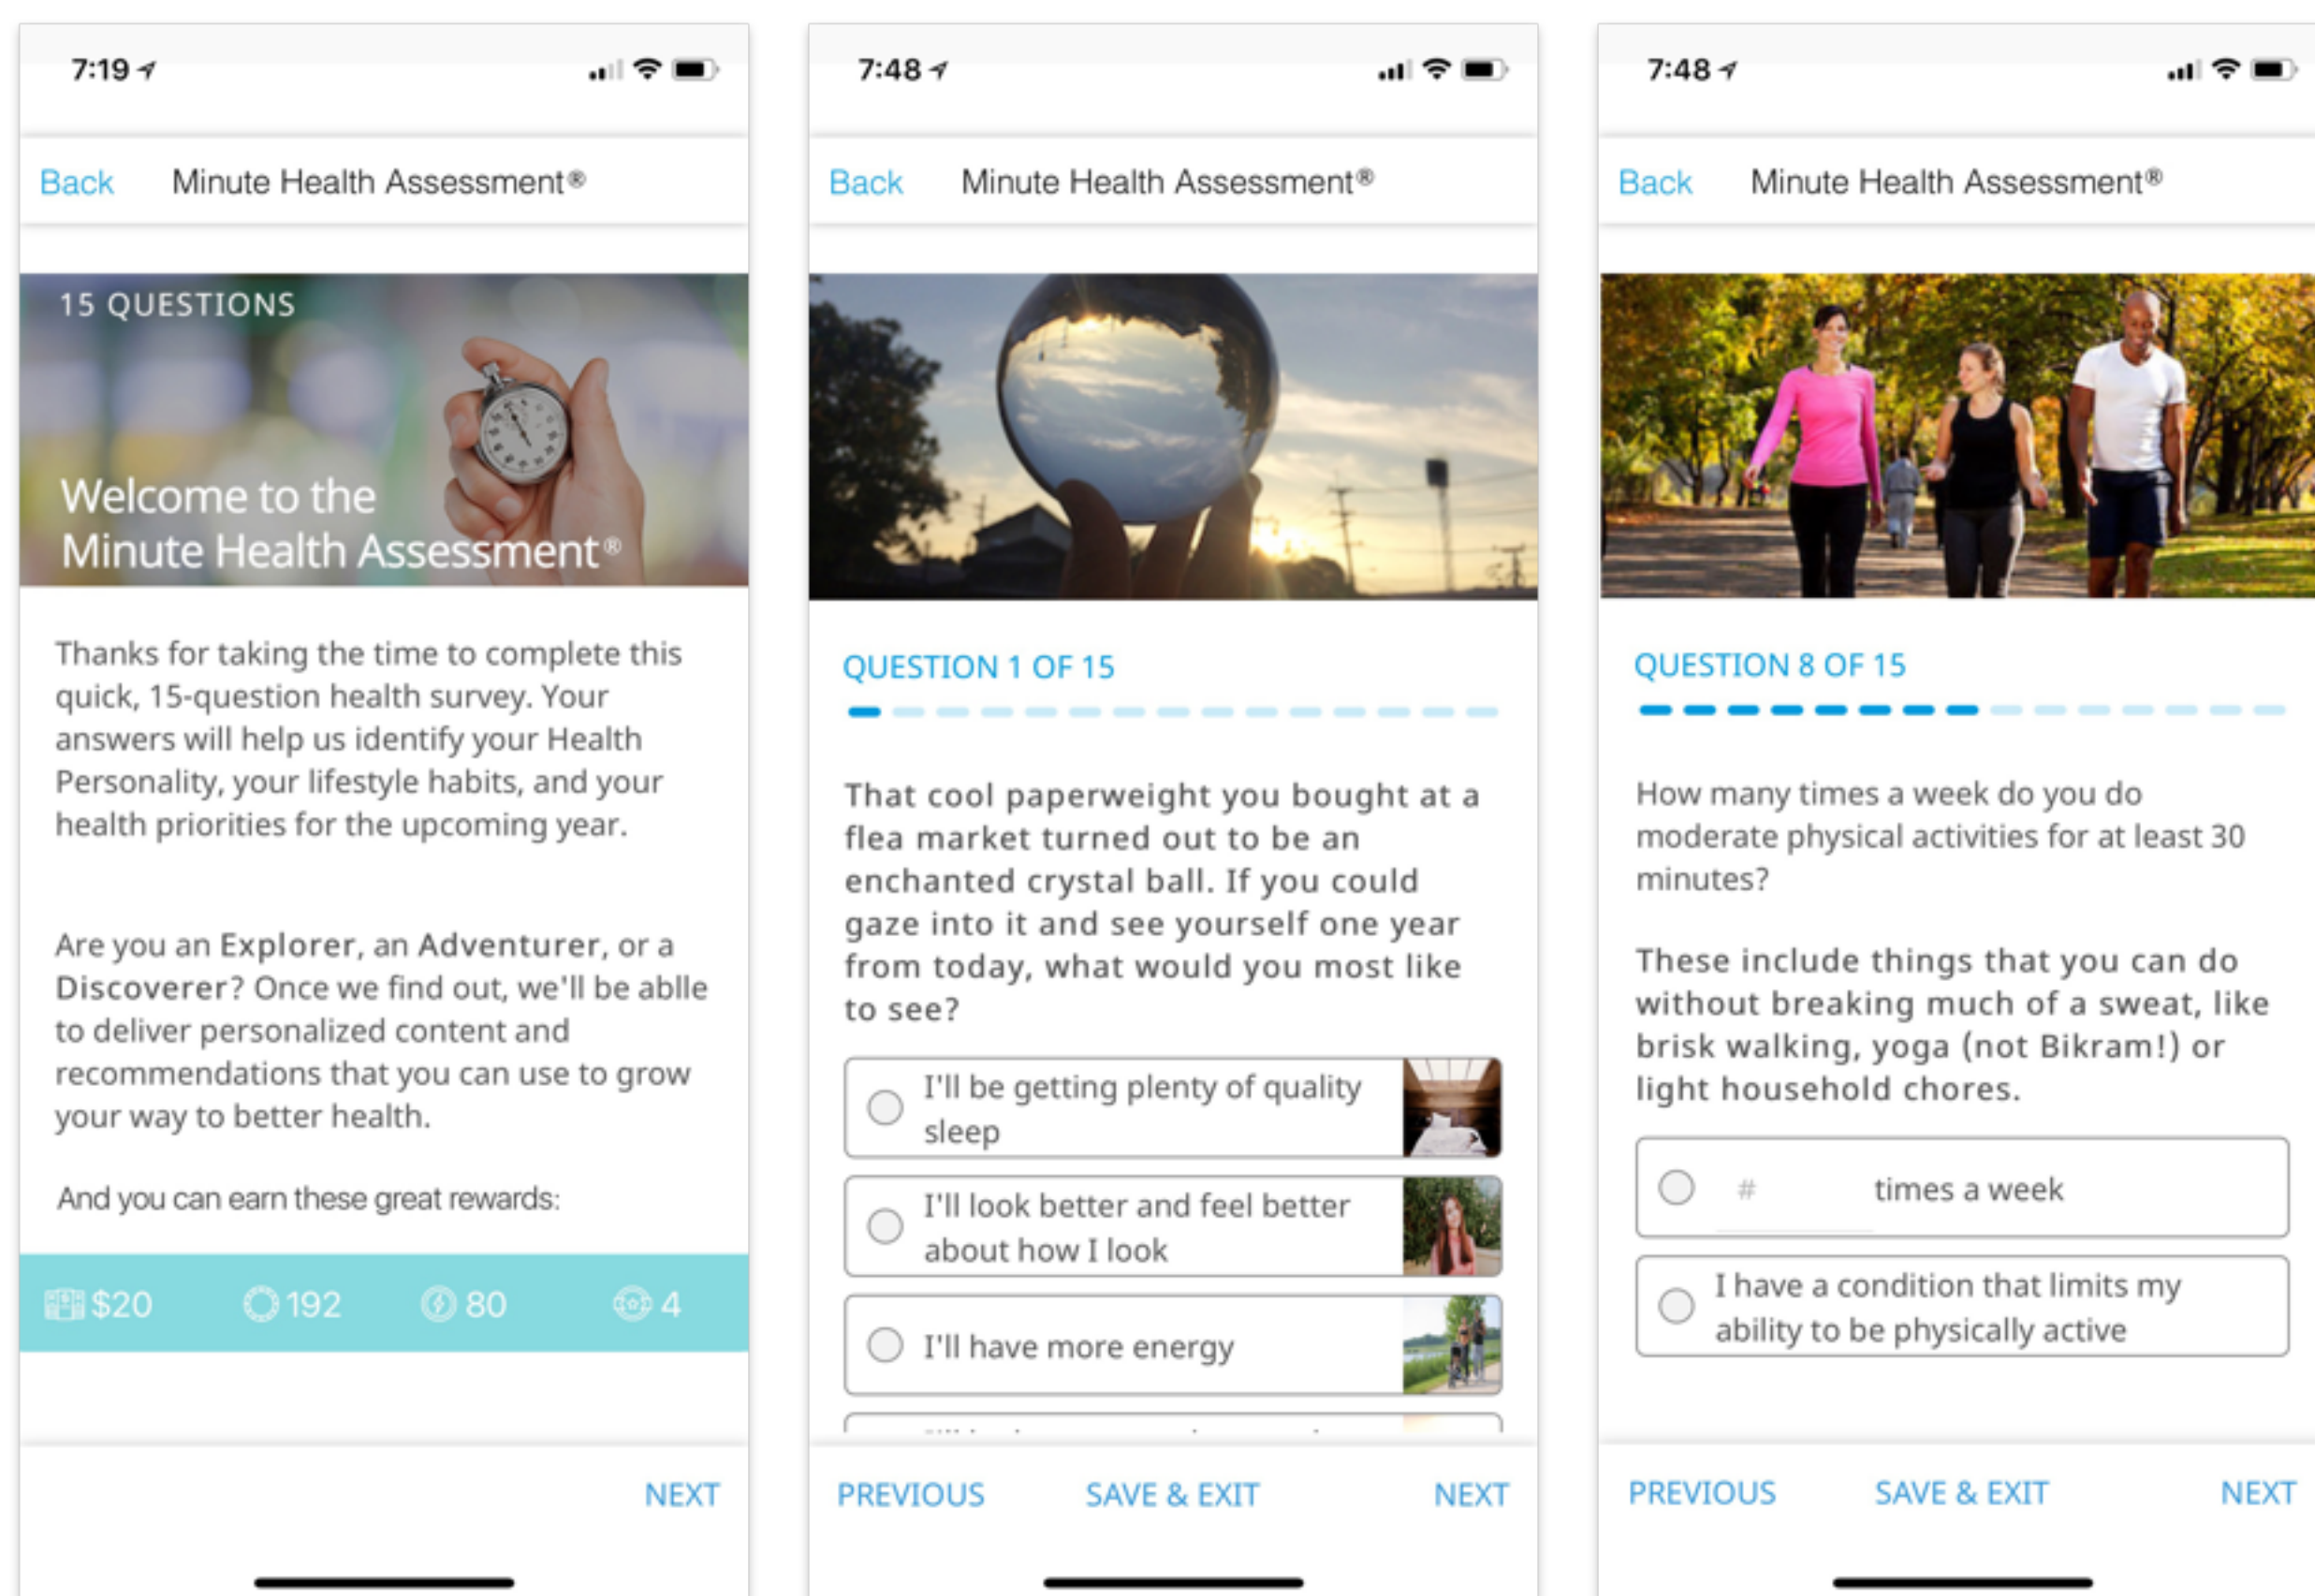 7:19
Back
Minute Health Assessment®
15 QUESTIONS
Welcome to the
Minute Health Assessment®
Thanks for taking the time to complete this
quick, 15-question health survey. Your
answers will help us identify your Health
Personality, your lifestyle habits, and your
health priorities for the upcoming year.
Are you an Explorer, an Adventurer, or a
Discoverer? Once we find out, we'll be ablle
to deliver personalized content and
recommendations that you can use to grow
your way to better health.
And you can earn these great rewards:
$20 192 80 4
NEXT
7:48
Back
Minute Health Assessment®
QUESTION 1 OF 15
That cool paperweight you bought at a
flea market turned out to be an
enchanted crystal ball. If you could
gaze into it and see yourself one year
from today, what would you most like
to see?
I'll be getting plenty of quality
sleep
I'll look better and feel better
about how I look
I'll have more energy
PREVIOUS
SAVE & EXIT
NEXT
7:48
Back
Minute Health Assessment®
QUESTION 8 OF 15
How many times a week do you do
moderate physical activities for at least 30
minutes?
These include things that you can do
without breaking much of a sweat, like
brisk walking, yoga (not Bikram!) or
light household chores.
# times a week
I have a condition that limits my
ability to be physically active
PREVIOUS
SAVE & EXIT
NEXT